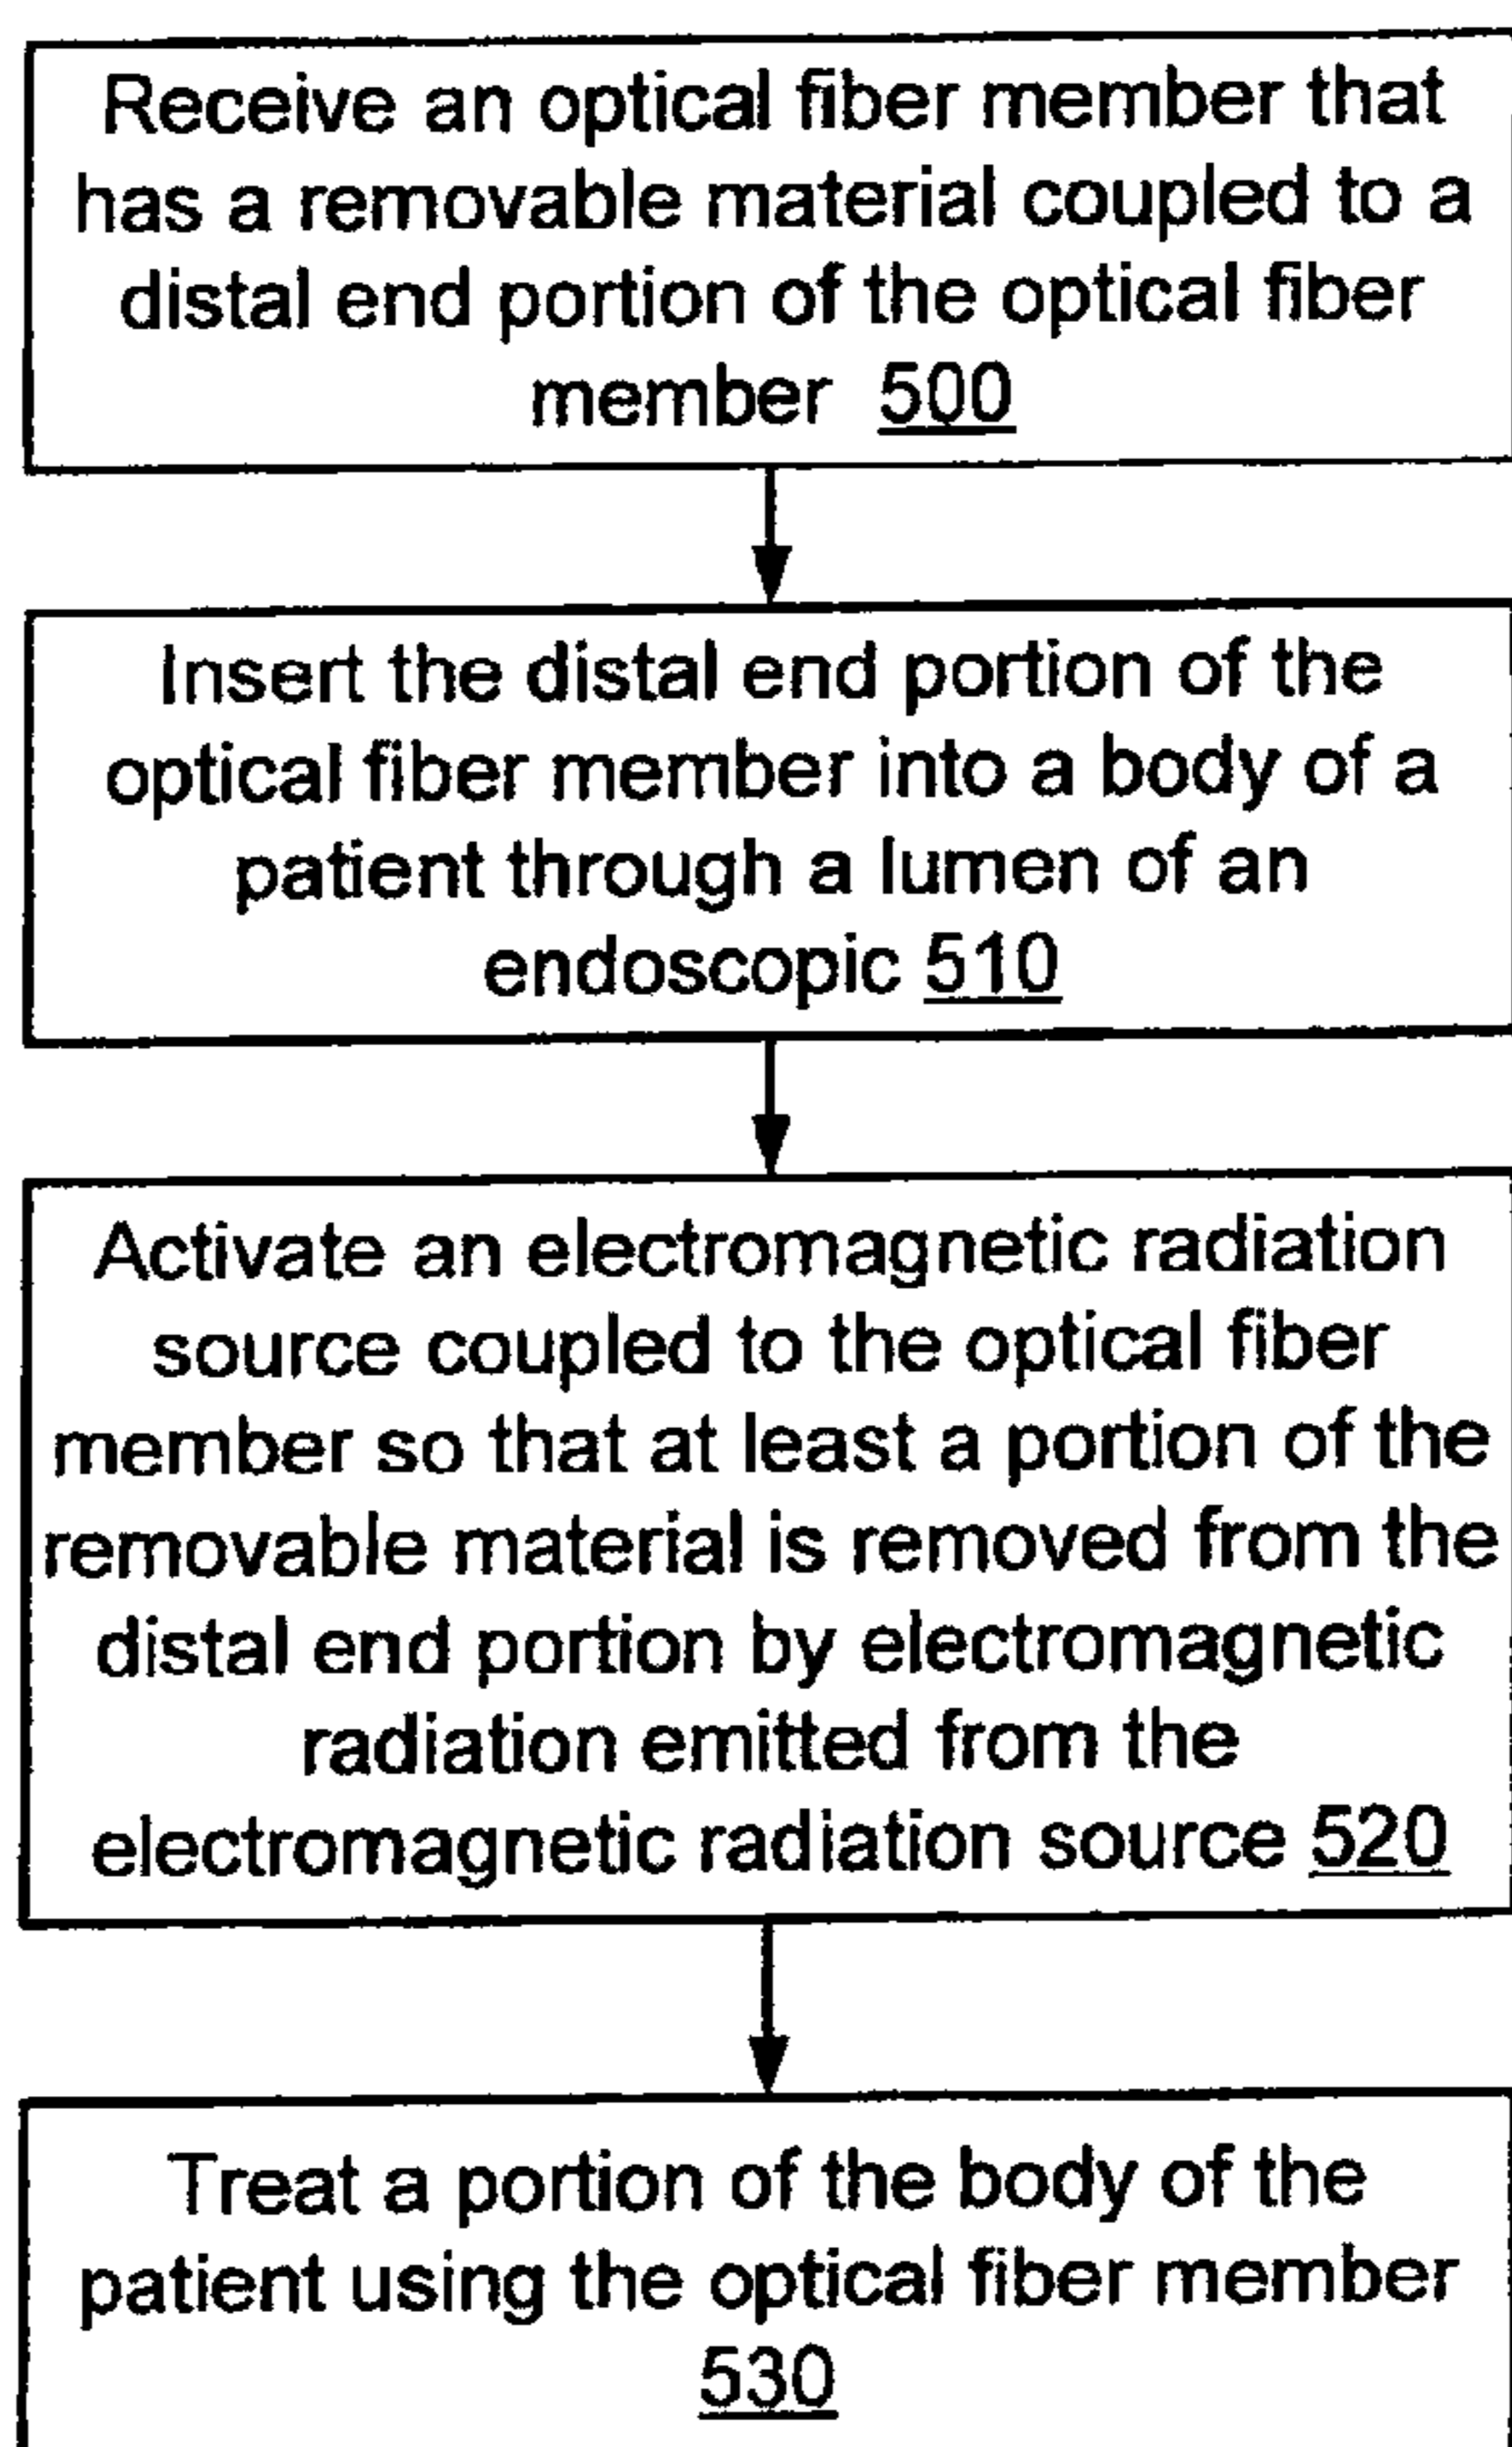 Receive an optical fiber member that
has a removable material coupled to a
distal end portion of the optical fiber
member 500
Insert the distal end portion of the
optical fiber member into a body of a
patient through a lumen of an
endoscopic 510
Activate an electromagnetic radiation
source coupled to the optical fiber
member so that at least a portion of the
removable material is removed from the
distal end portion by electromagnetic
radiation emitted from the
electromagnetic radiation source 520
Treat a portion of the body of the
patient using the optical fiber member
530